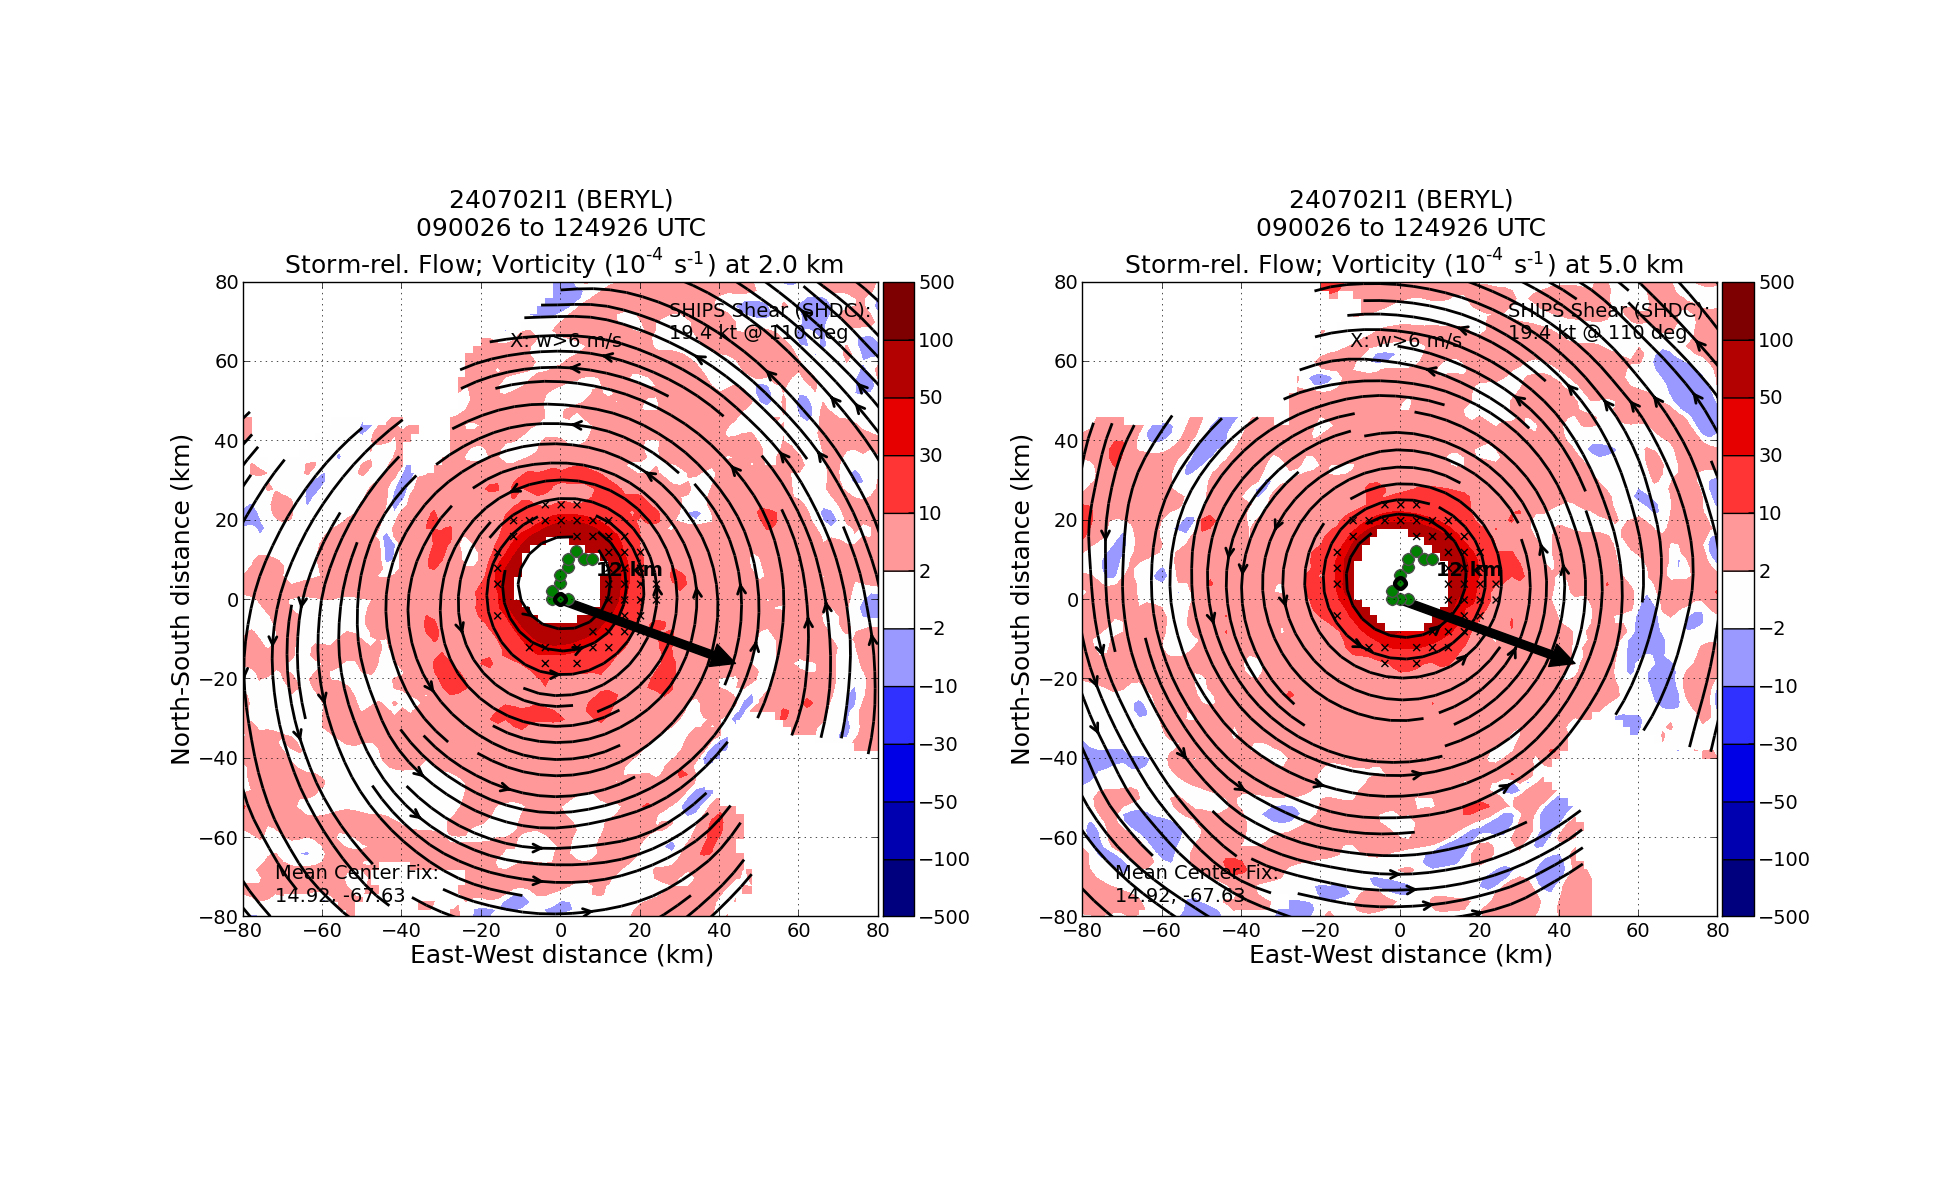 240702I1 (BERYL)
090026 to 124926 UTC
Storm-rel. Flow; Vorticity (10-4 s-1) at 2.0 km
80
60
40
20
0
−20
−40
−60
−80
−80 −60 −40 −20 0 20 40 60 80
North-South distance (km)
East-West distance (km)
SHIPS Shear (SHDC):
19.4 kt @ 110 deg
X: w>6 m/s
12 km
Mean Center Fix:
14.92, -67.63
500
100
50
30
10
2
−2
−10
−30
−50
−100
−500
240702I1 (BERYL)
090026 to 124926 UTC
Storm-rel. Flow; Vorticity (10-4 s-1) at 5.0 km
80
60
40
20
0
−20
−40
−60
−80
−80 −60 −40 −20 0 20 40 60 80
North-South distance (km)
East-West distance (km)
SHIPS Shear (SHDC):
19.4 kt @ 110 deg
X: w>6 m/s
12 km
Mean Center Fix:
14.92, -67.63
500
100
50
30
10
2
−2
−10
−30
−50
−100
−500